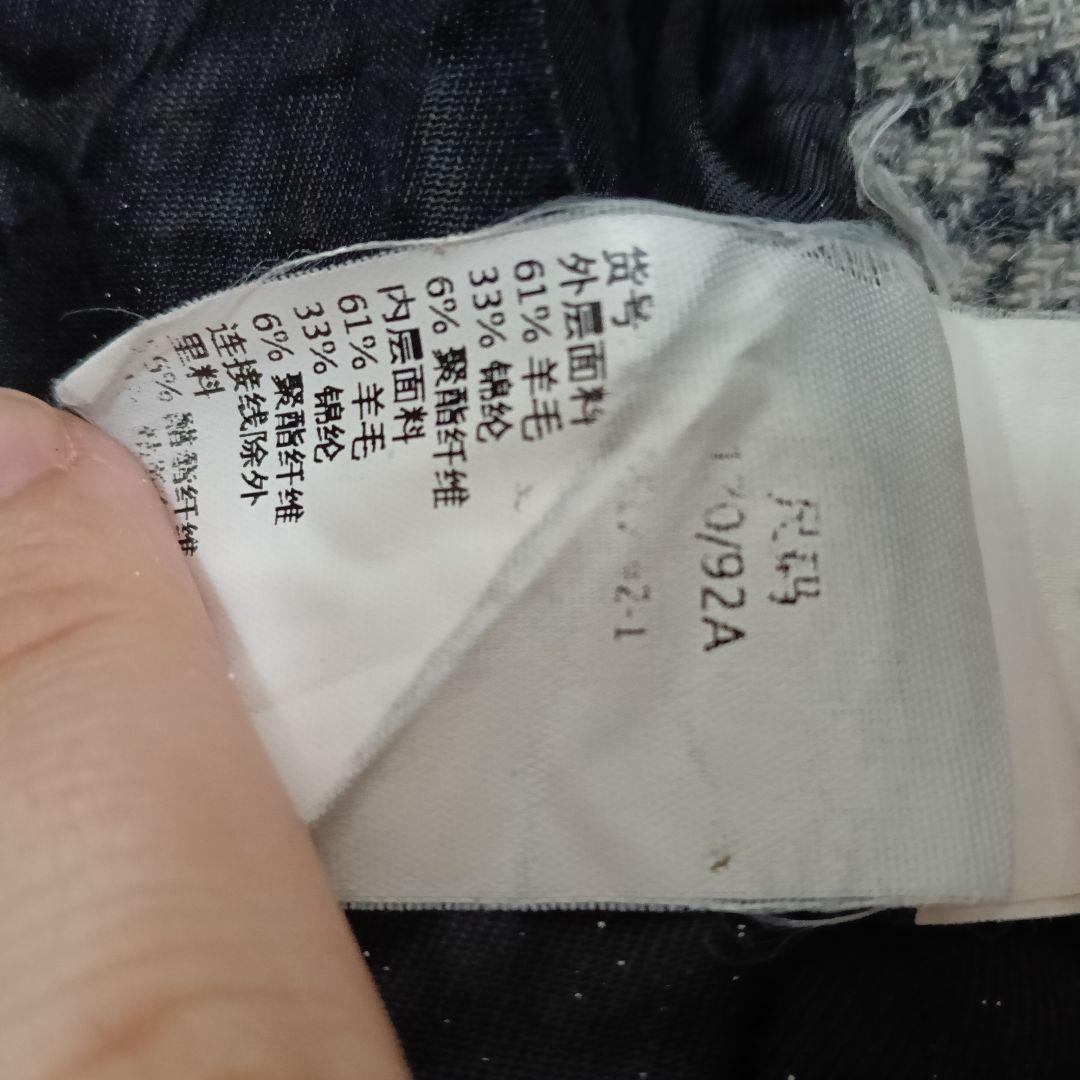 尺码
170/92A
货号
外层面料
61% 羊毛
33% 锦纶
6% 聚酯纤维
内层面料
61% 羊毛
33% 锦纶
6% 聚酯纤维
连接线除外
里料